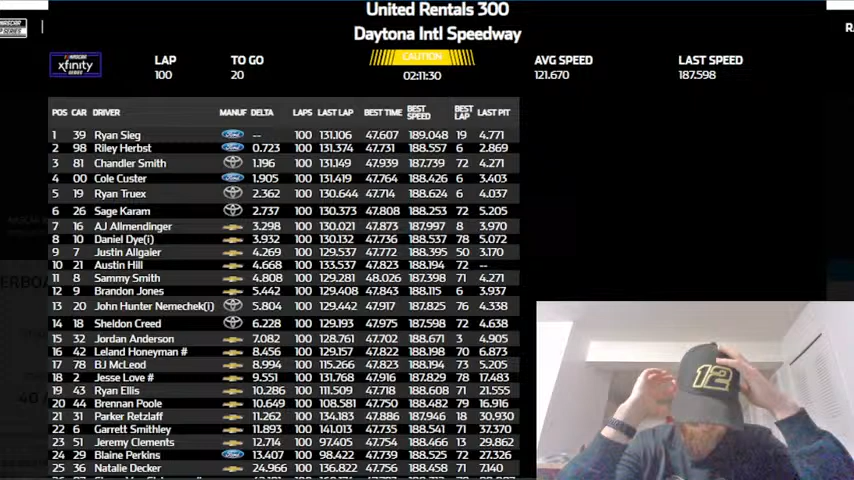 United Rentals 300
Daytona Intl Speedway
xfinity SERIES
LAP TO GO CAUTION AVG SPEED LAST SPEED
100 20 02:11:30 121.670 187.598
POS CAR DRIVER MANUF DELTA LAPS LAST LAP BEST TIME BEST SPEED BEST LAP LAST PIT
1 39 Ryan Sieg -- 100 131.106 47.607 189.048 19 4.771
2 98 Riley Herbst 0.723 100 131.374 47.731 188.557 6 2.869
3 81 Chandler Smith 1.196 100 131.149 47.939 187.739 72 4.271
4 00 Cole Custer 1.905 100 131.419 47.764 188.426 6 3.403
5 19 Ryan Truex 2.362 100 130.644 47.714 188.624 6 4.037
6 26 Sage Karam 2.737 100 130.373 47.808 188.253 72 5.205
7 16 AJ Allmendinger 3.298 100 130.021 47.873 187.997 8 3.970
8 10 Daniel Dye(i) 3.932 100 130.132 47.736 188.537 78 5.072
9 7 Justin Allgaier 4.269 100 129.537 47.772 188.395 50 3.170
10 21 Austin Hill 4.668 100 133.537 47.823 188.194 72 --
11 8 Sammy Smith 4.808 100 129.281 48.026 187.398 71 4.271
12 9 Brandon Jones 5.442 100 129.408 47.843 188.115 6 3.937
13 20 John Hunter Nemechek(i) 5.804 100 129.442 47.917 187.825 76 4.338
14 18 Sheldon Creed 6.228 100 129.193 47.975 187.598 72 4.638
15 32 Jordan Anderson 7.082 100 128.761 47.702 188.671 3 4.905
16 42 Leland Honeyman # 8.456 100 129.157 47.822 188.198 70 6.873
17 78 BJ McLeod 8.994 100 115.266 47.823 188.194 73 5.205
18 2 Jesse Love # 9.551 100 131.768 47.916 187.829 78 17.483
19 43 Ryan Ellis 10.286 100 111.509 47.718 188.608 71 21.555
20 44 Brennan Poole 10.649 100 108.581 47.750 188.482 79 16.916
21 31 Parker Retzlaff 11.262 100 134.183 47.886 187.946 18 30.930
22 6 Garrett Smithley 11.893 100 141.013 47.735 188.541 71 37.370
23 51 Jeremy Clements 12.714 100 97.405 47.754 188.466 13 29.862
24 29 Blaine Perkins 13.407 100 98.422 47.739 188.525 72 27.326
25 36 Natalie Decker 24.966 100 136.822 47.756 188.458 71 7.140
12